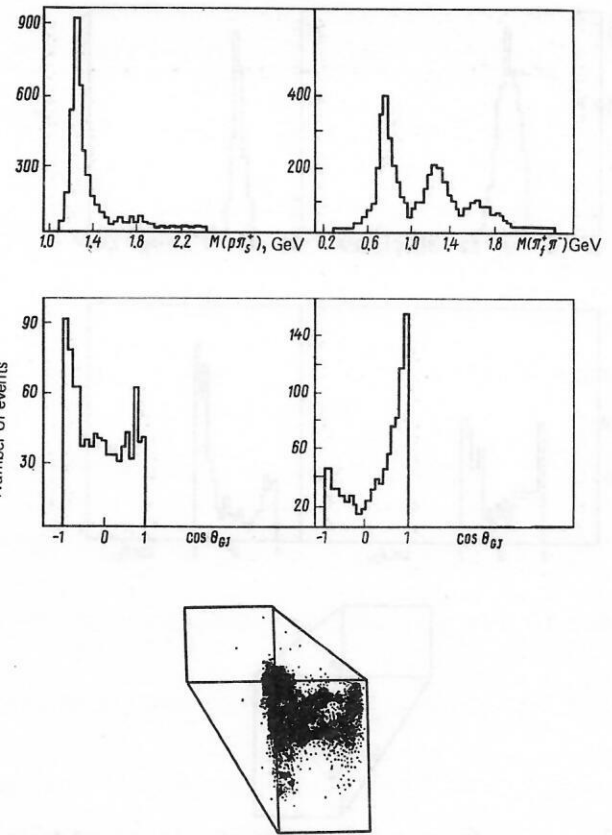 900
600
300
1.0 1.4 1.8 2.2 M(pπs+), GeV
400
200
0.2 0.6 1.0 1.4 1.8 M(πf+π-)GeV
Number of events
90
60
30
-1 0 1 cos θGJ
140
100
60
20
-1 0 1 cos θGJ